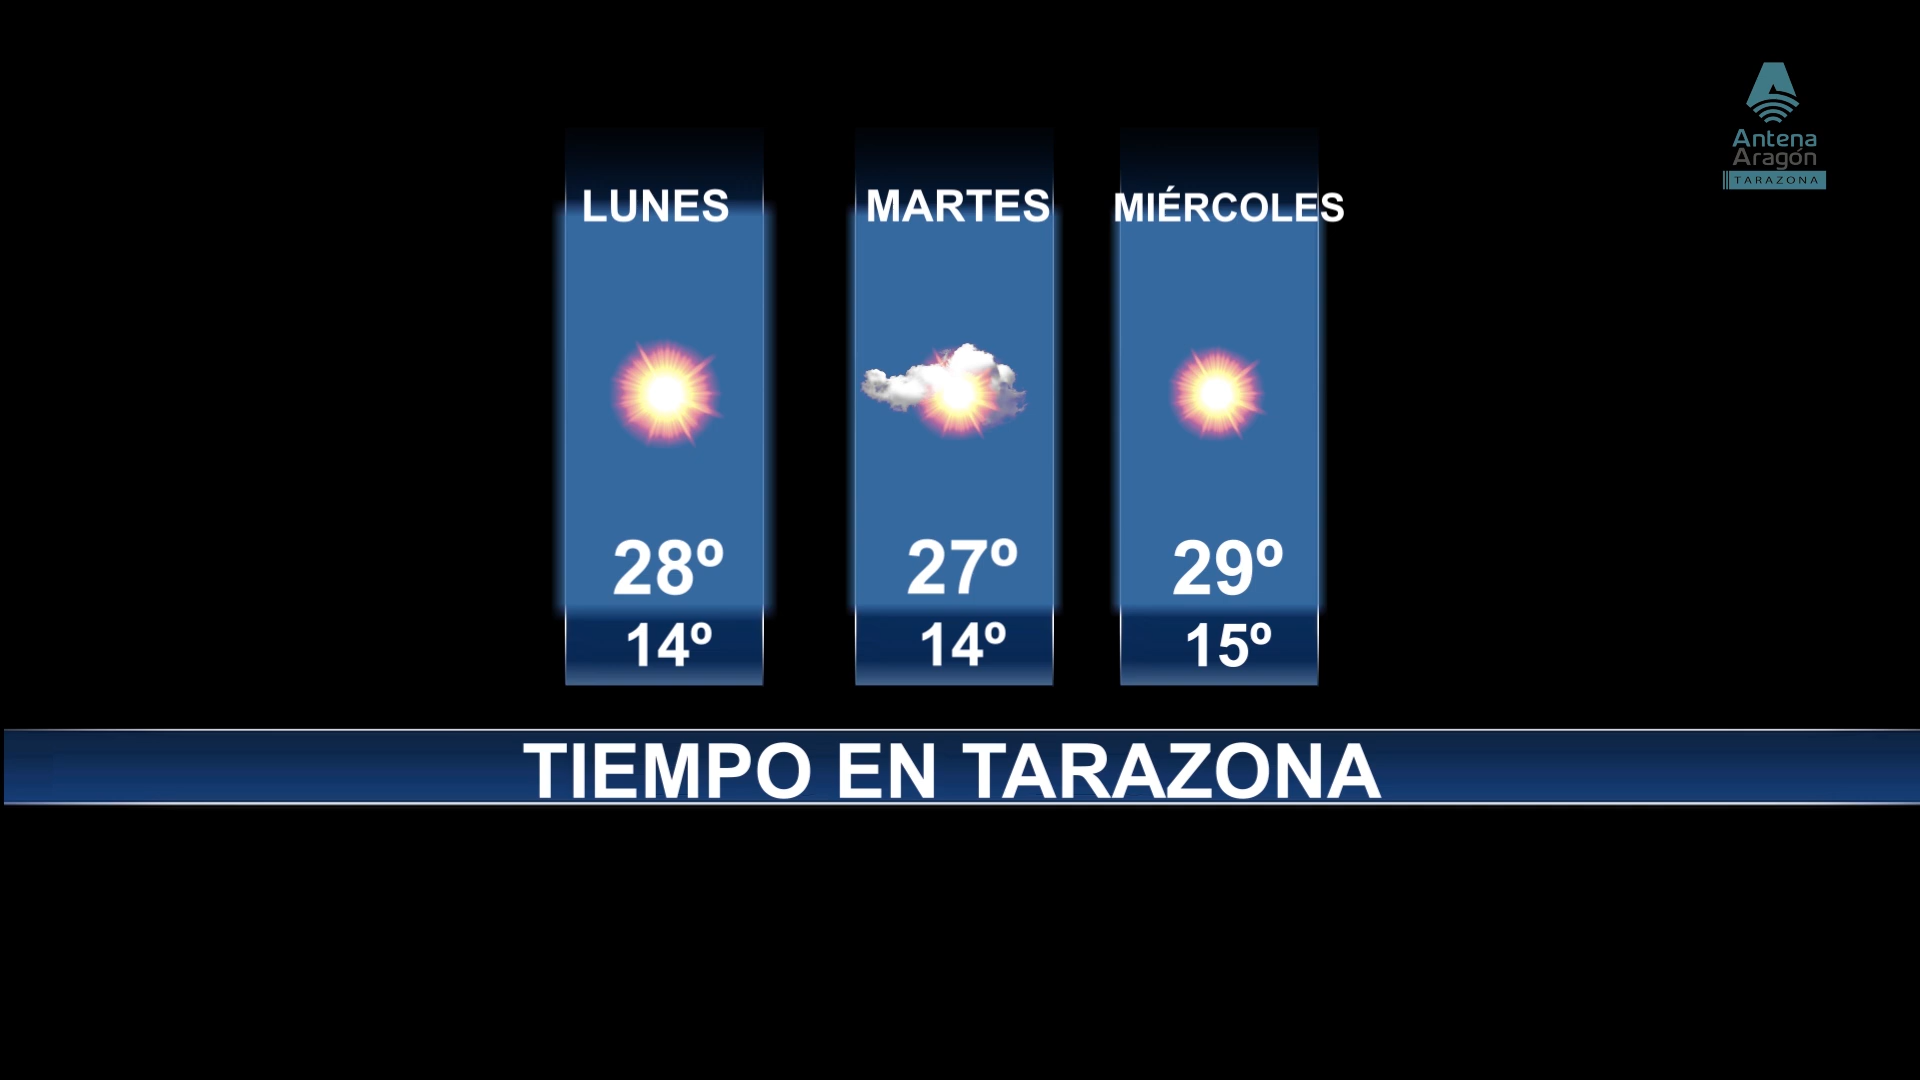 Antena
Aragón
TARAZONA
LUNES
MARTES
MIÉRCOLES
28º
27º
29º
14º
14º
15º
TIEMPO EN TARAZONA